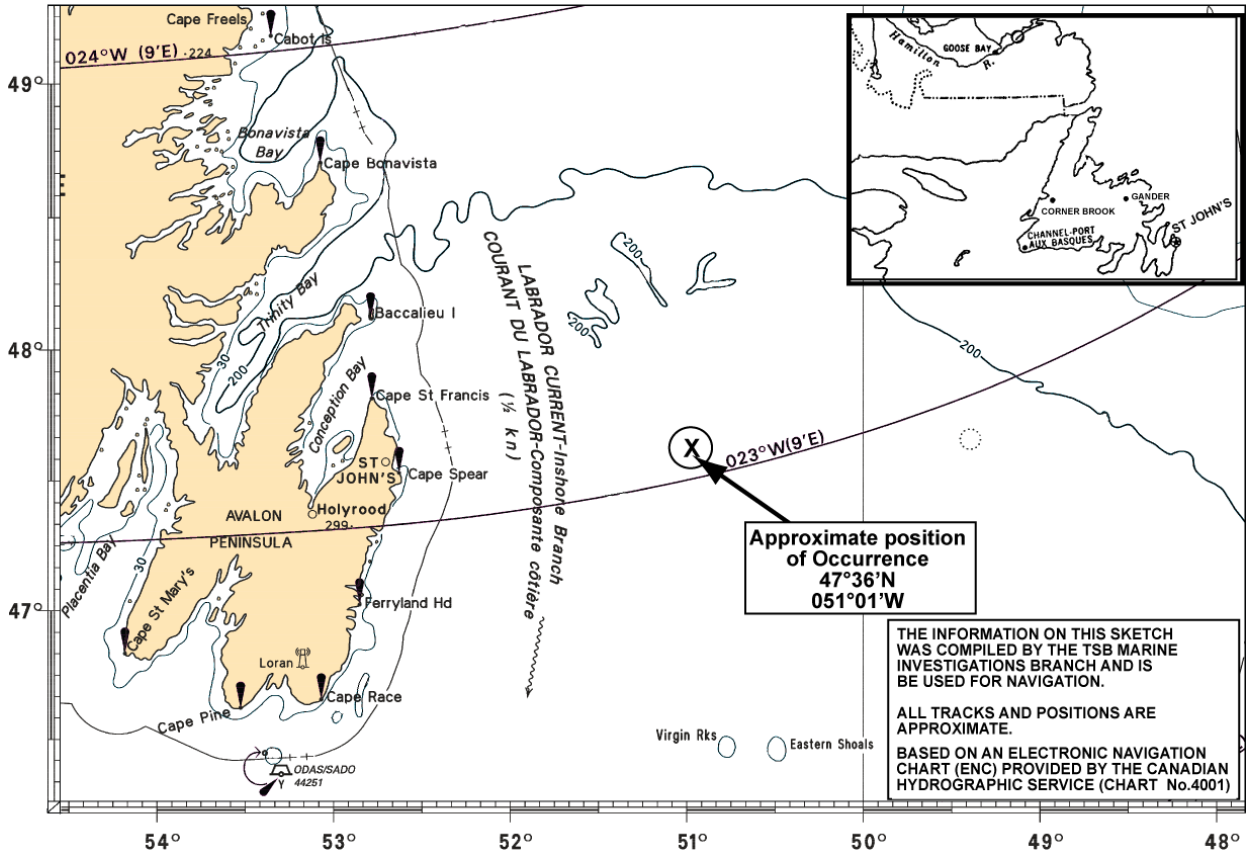 Cape Freels
Cabot Is
024°W (9'E)
224
49°
Bonavista
Bay
Cape Bonavista
Trinity Bay
Baccalieu I
48°
30
200
Conception Bay
Cape St Francis
ST
JOHN'S
Cape Spear
Holyrood
299
AVALON
PENINSULA
Placentia Bay
30
47°
Cape St Mary's
Ferryland Hd
Loran
Cape Race
Cape Pine
ODAS/SADO
44251
Y
LABRADOR CURRENT-Inshore Branch
COURANT DU LABRADOR-Composante côtière
(½ kn)
200
200
200
Hamilton
R.
GOOSE BAY
CORNER BROOK
GANDER
CHANNEL-PORT
AUX BASQUES
ST JOHN'S
X
023°W(9'E)
Approximate position
of Occurrence
47°36'N
051°01'W
Virgin Rks
Eastern Shoals
THE INFORMATION ON THIS SKETCH
WAS COMPILED BY THE TSB MARINE
INVESTIGATIONS BRANCH AND IS
BE USED FOR NAVIGATION.
ALL TRACKS AND POSITIONS ARE
APPROXIMATE.
BASED ON AN ELECTRONIC NAVIGATION
CHART (ENC) PROVIDED BY THE CANADIAN
HYDROGRAPHIC SERVICE (CHART No.4001)
54°
53°
52°
51°
50°
49°
48°